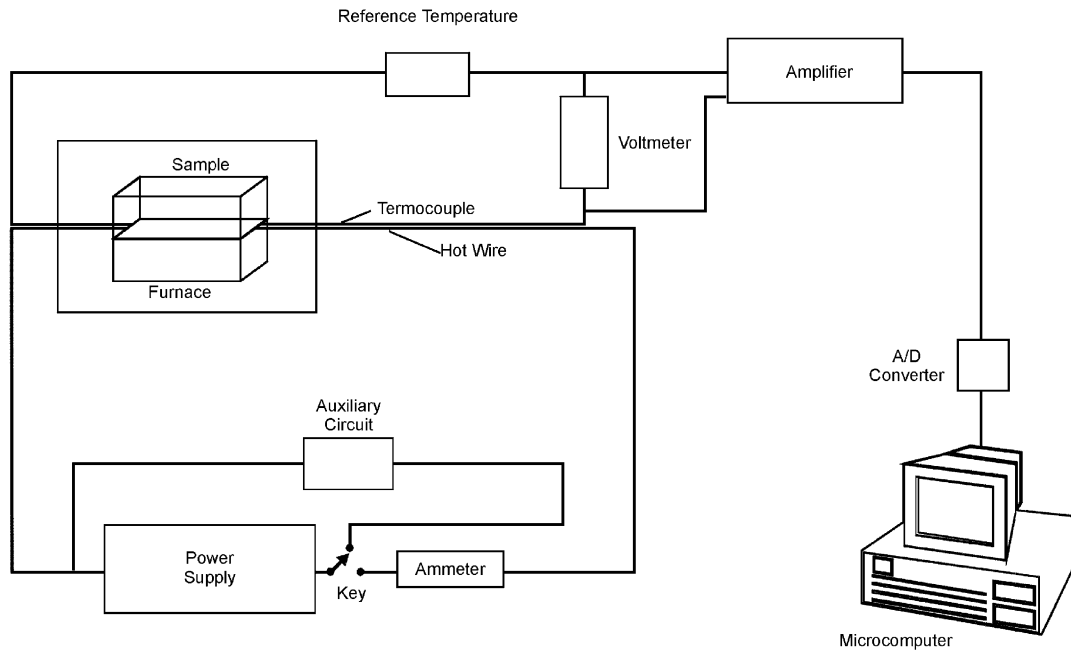 Reference Temperature
Amplifier
Voltmeter
Sample
Termocouple
Hot Wire
Furnace
A/D
Converter
Auxiliary
Circuit
Power
Supply
Key
Ammeter
Microcomputer